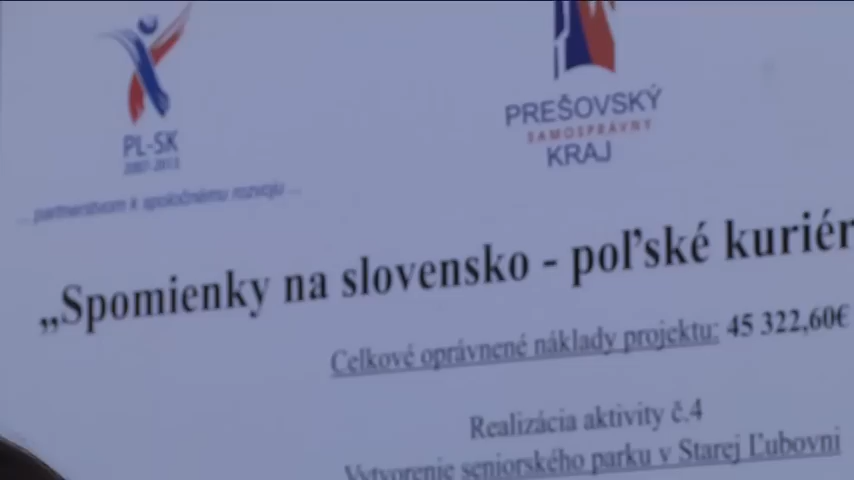 PL-SK
2007-2013
... partnerstvom k spoločnému rozvoju ...
PREŠOVSKÝ
SAMOSPRÁVNY
KRAJ
„Spomienky na slovensko - poľské kuriér
Celkové oprávnené náklady projektu: 45 322,60€
Realizácia aktivity č.4
Vytvorenie seniorského parku v Starej Ľubovni